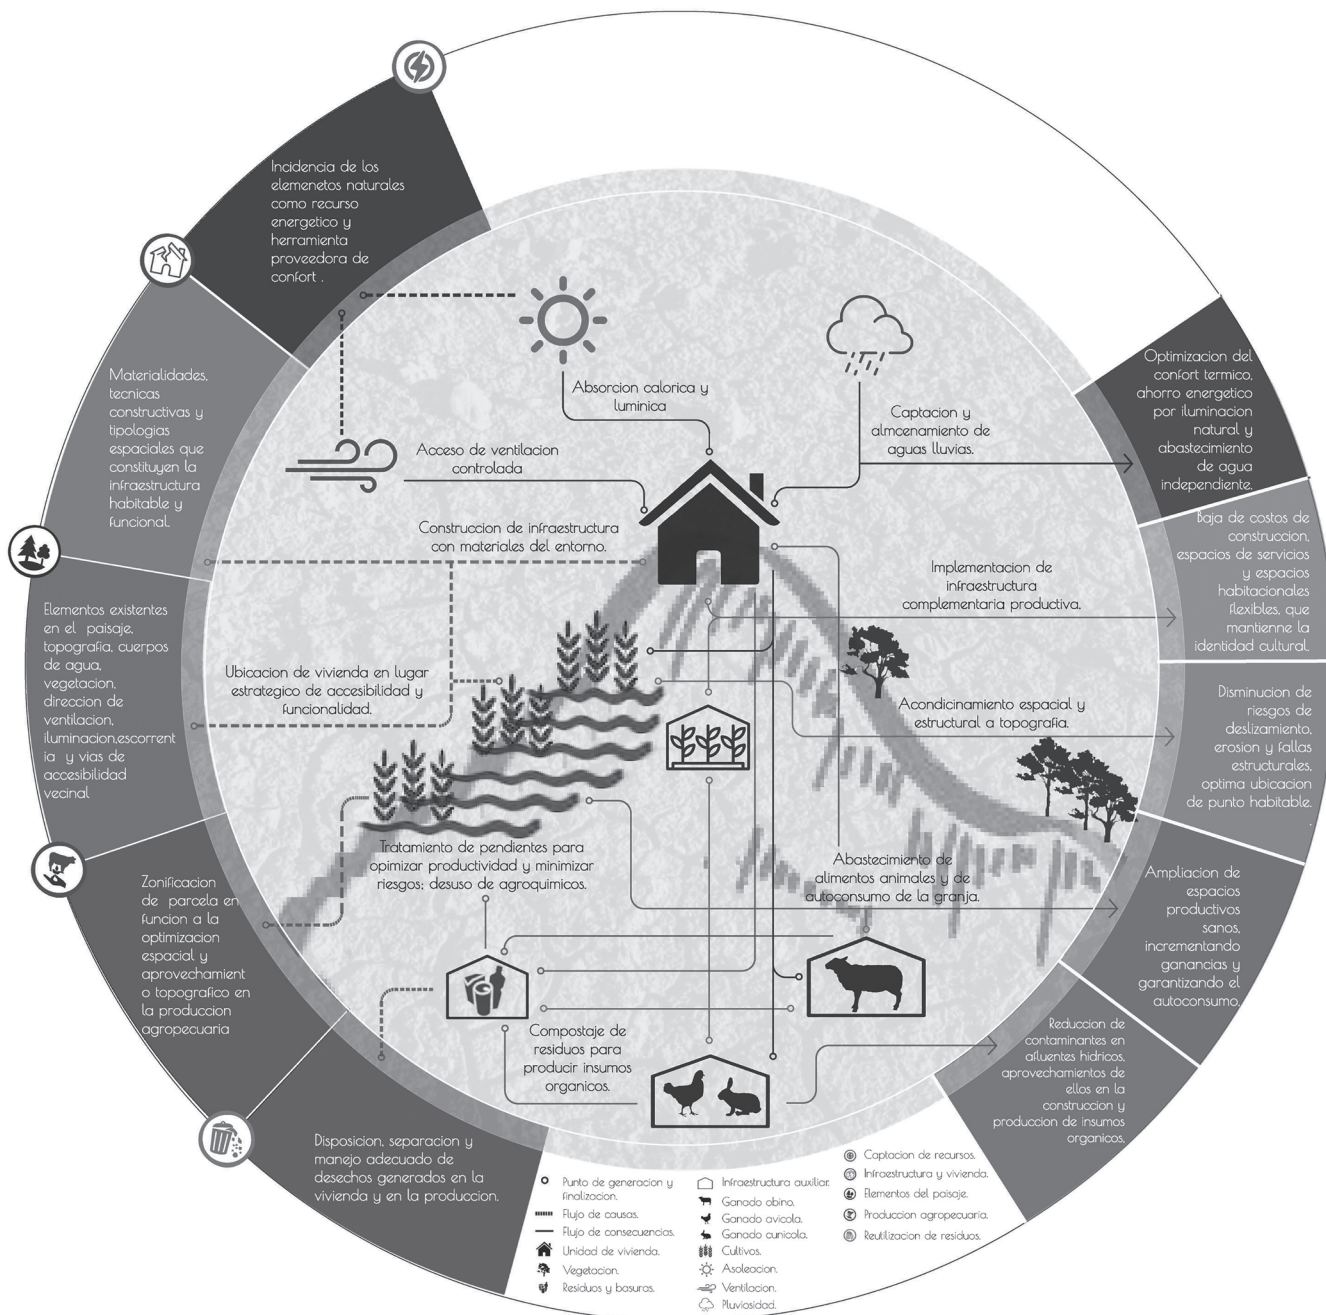 Incidencia de los
elemenetos naturales
como recurso
energetico y
herramienta
proveedora de
confort .
Materialidades,
tecnicas
constructivas y
tipologias
espaciales que
constituyen la
infraestructura
habitable y
funcional.
Elementos existentes
en el paisaje,
topografia, cuerpos
de agua,
vegetacion,
direccion de
ventilacion,
iluminacion,escorrent
ia y vias de
accesibilidad
vecinal
Zonificacion
de parcela en
funcion a la
optimizacion
espacial y
aprovechamient
o topografico en
la produccion
agropecuaria
Disposicion, separacion y
manejo adecuado de
desechos generados en la
vivienda y en la produccion.
Absorcion calorica y
luminica
Acceso de ventilacion
controlada
Captacion y
almcenamiento de
aguas lluvias.
Construccion de infraestructura
con materiales del entorno.
Implementacion de
infraestructura
complementaria productiva.
Ubicacion de vivienda en lugar
estrategico de accesibilidad y
funcionalidad.
Acondicinamiento espacial y
estructural a topografia.
Tratamiento de pendientes para
opimizar productividad y minimizar
riesgos; desuso de agroquimicos.
Abastecimiento de
alimentos animales y de
autoconsumo de la granja.
Compostaje de
residuos para
producir insumos
organicos.
Optimizacion del
confort termico,
ahorro energetico
por iluminacion
natural y
abastecimiento
de agua
independiente.
Baja de costos de
construccion,
espacios de servicios
y espacios
habitacionales
flexibles, que
mantienne la
identidad cultural.
Disminucion de
riesgos de
deslizamiento,
erosion y fallas
estructurales,
optima ubicacion
de punto habitable.
Ampliacion de
espacios
productivos
sanos,
incrementando
ganancias y
garantizando el
autoconsumo.
Reduccion de
contaminantes en
afluentes hidricos,
aprovechamientos de
ellos en la
construccion y
produccion de insumos
organicos,
Punto de generacion y
finalizacion.
Flujo de causas.
Flujo de consecuencias.
Unidad de vivienda.
Vegetacion.
Residuos y basuras.
Infraestructura auxiliar.
Ganado obino.
Ganado avicola.
Ganado cunicola.
Cultivos.
Asoleacion.
Ventilacion.
Pluviosidad.
Captacion de recursos.
Infraestructura y vivienda.
Elementos del paisaje.
Produccion agropecuaria.
Reutilizacion de residuos.